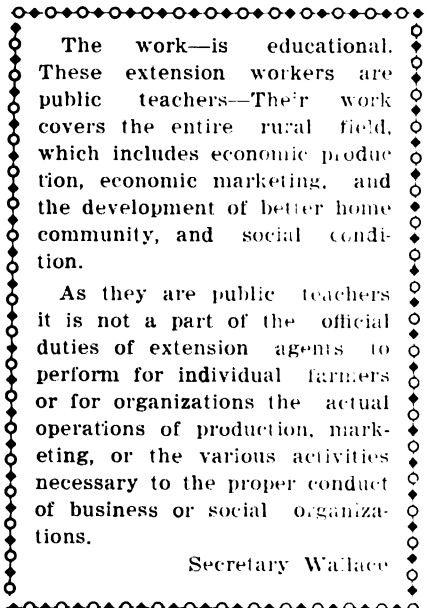 The work—is educational.
These extension workers are
public teachers—Their work
covers the entire rural field,
which includes economic produc
tion, economic marketing, and
the development of better home
community, and social condi-
tion.
As they are public teachers
it is not a part of the official
duties of extension agents to
perform for individual farmers
or for organizations the actual
operations of production, mark-
eting, or the various activities
necessary to the proper conduct
of business or social organiza-
tions.
Secretary Wallace